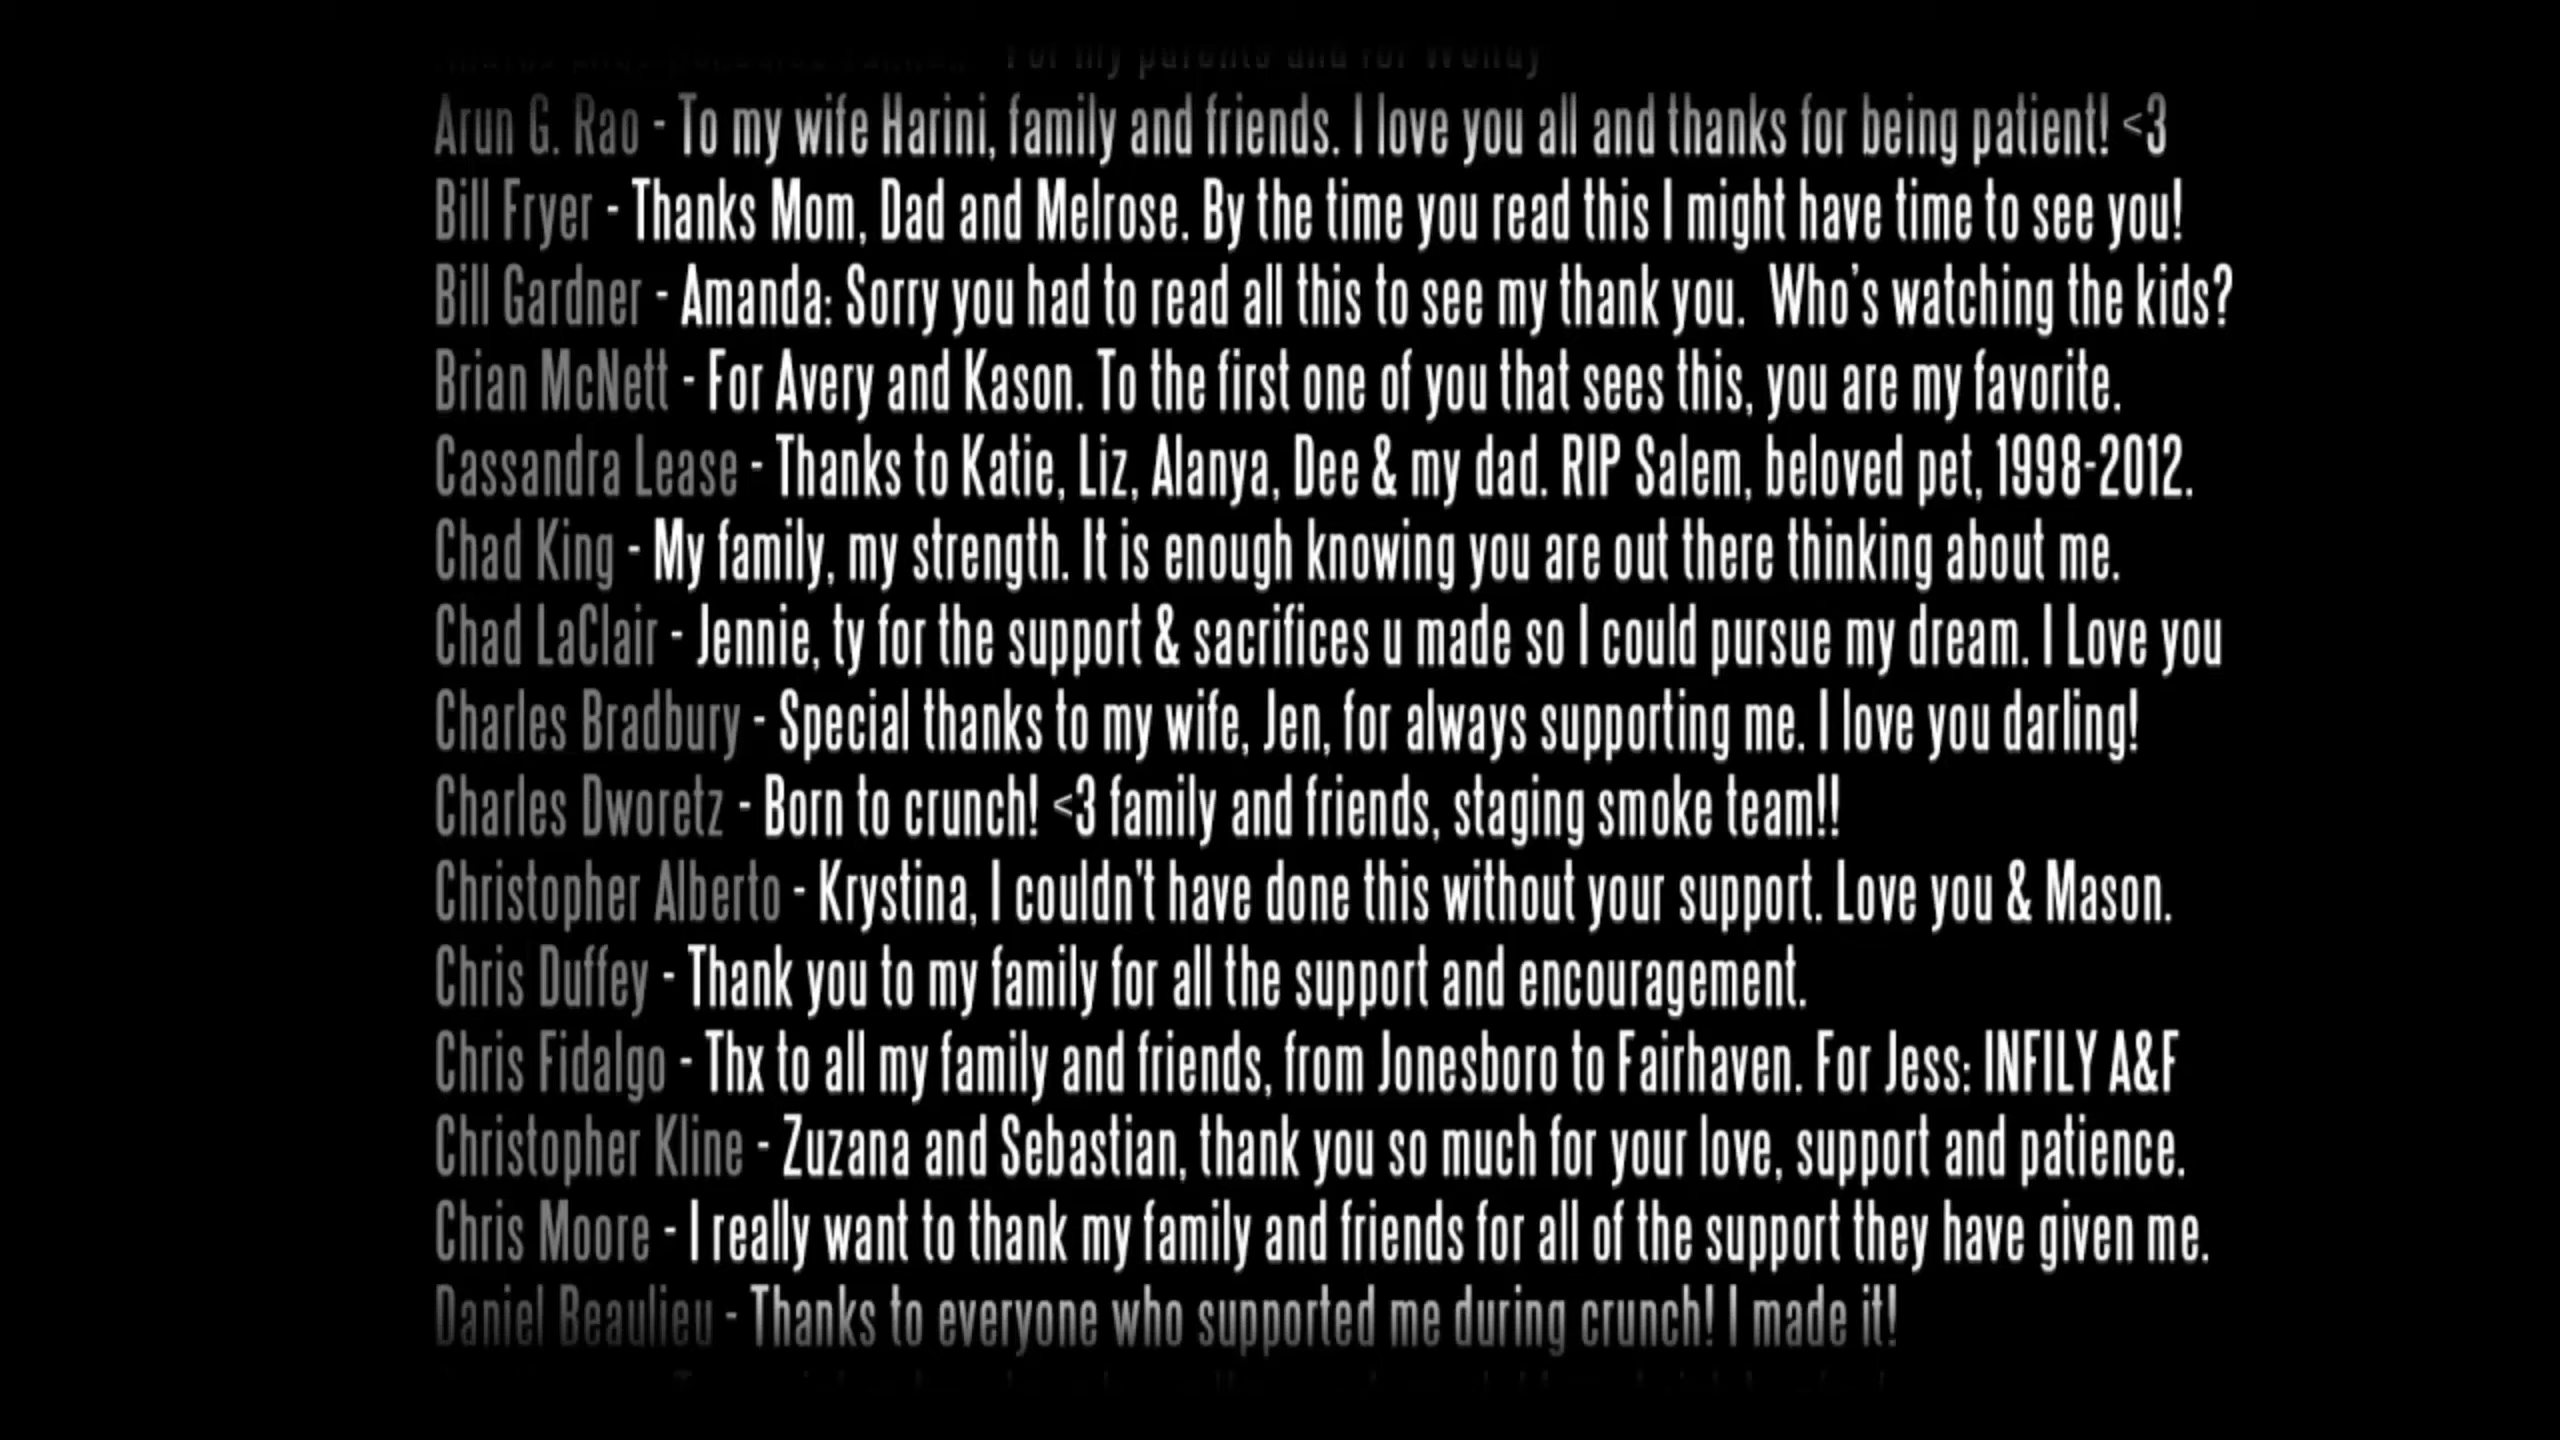 For my parents and for Wendy
Arun G. Rao - To my wife Harini, family and friends. I love you all and thanks for being patient! <3
Bill Fryer - Thanks Mom, Dad and Melrose. By the time you read this I might have time to see you!
Bill Gardner - Amanda: Sorry you had to read all this to see my thank you.  Who's watching the kids?
Brian McNett - For Avery and Kason. To the first one of you that sees this, you are my favorite.
Cassandra Lease - Thanks to Katie, Liz, Alanya, Dee & my dad. RIP Salem, beloved pet, 1998-2012.
Chad King - My family, my strength. It is enough knowing you are out there thinking about me.
Chad LaClair - Jennie, ty for the support & sacrifices u made so I could pursue my dream. I Love you
Charles Bradbury - Special thanks to my wife, Jen, for always supporting me. I love you darling!
Charles Dworetz - Born to crunch! <3 family and friends, staging smoke team!!
Christopher Alberto - Krystina, I couldn't have done this without your support. Love you & Mason.
Chris Duffey - Thank you to my family for all the support and encouragement.
Chris Fidalgo - Thx to all my family and friends, from Jonesboro to Fairhaven. For Jess: INFILY A&F
Christopher Kline - Zuzana and Sebastian, thank you so much for your love, support and patience.
Chris Moore - I really want to thank my family and friends for all of the support they have given me.
Daniel Beaulieu - Thanks to everyone who supported me during crunch! I made it!